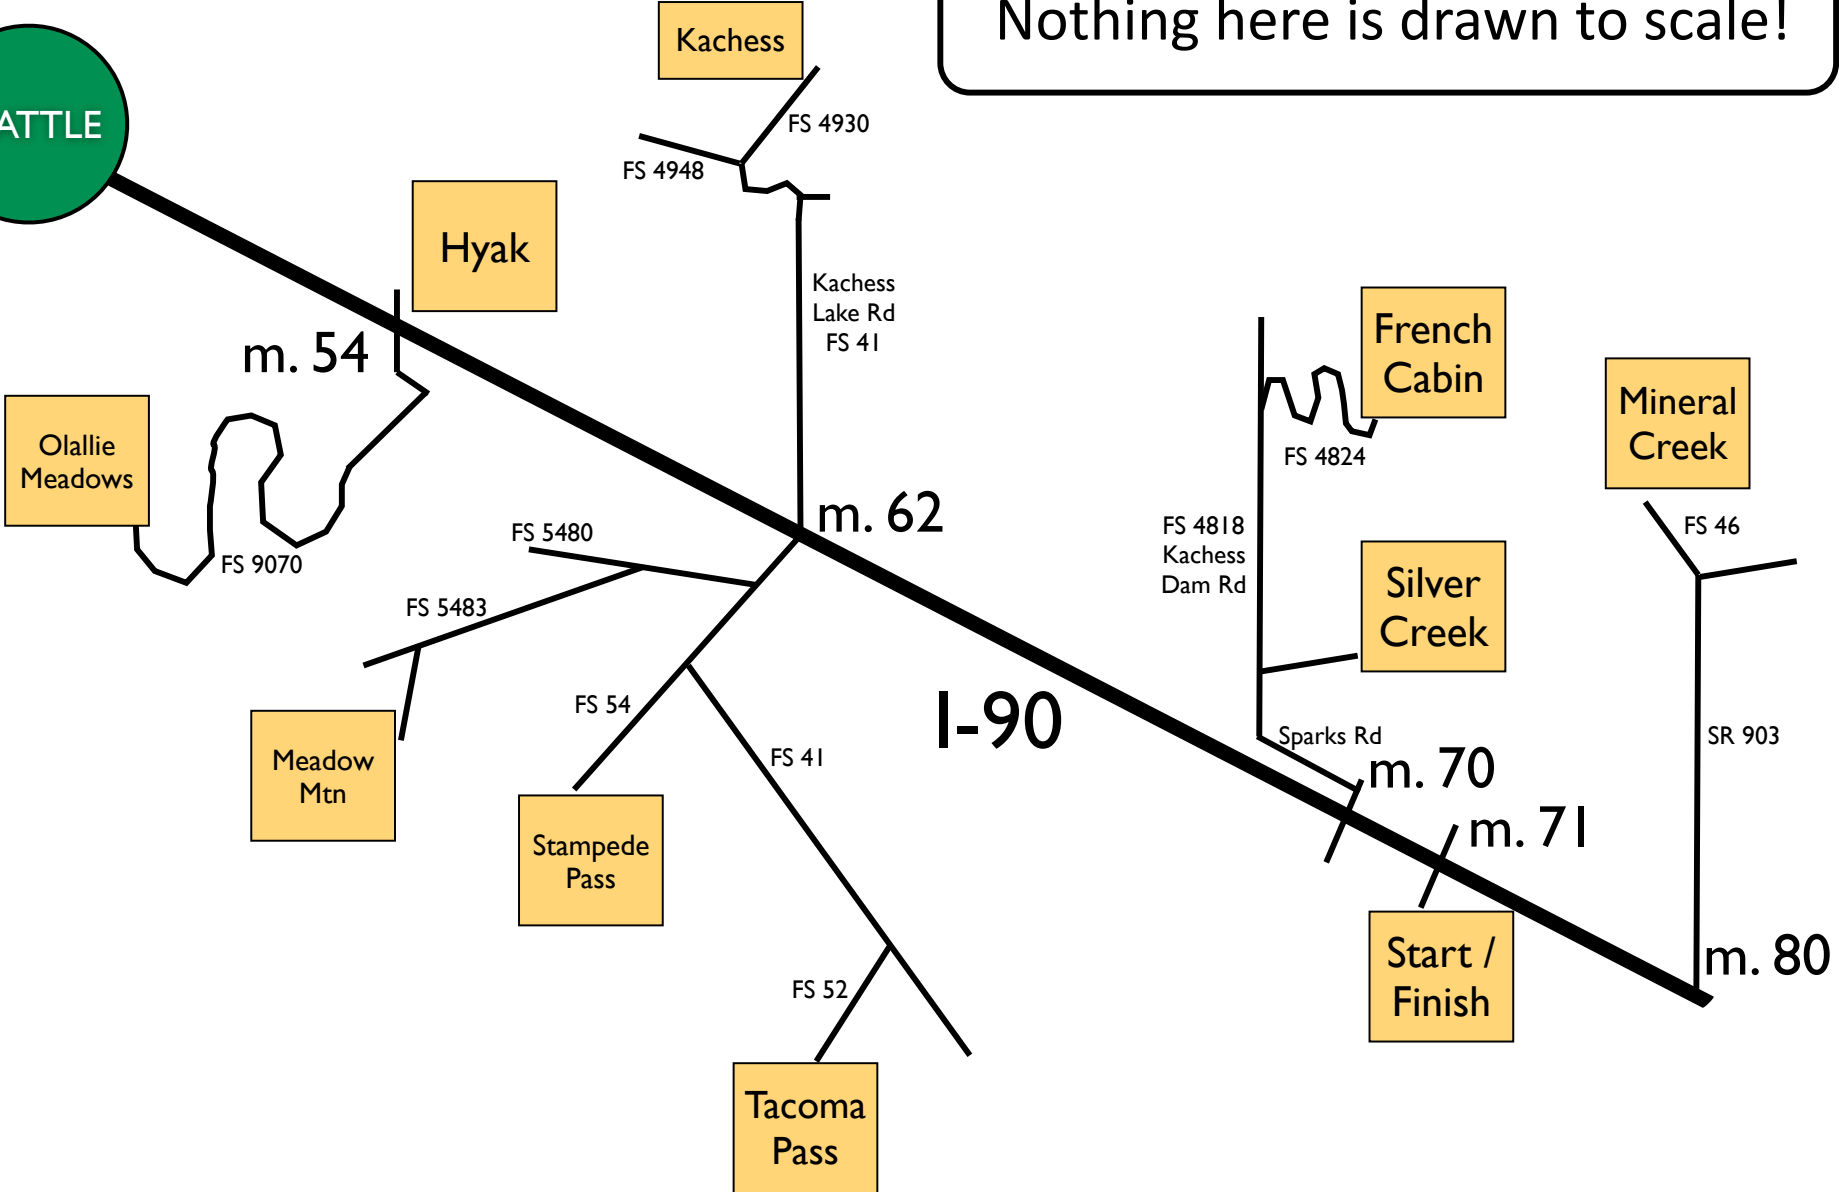 Nothing here is drawn to scale!
Kachess
ATTLE
FS 4930
FS 4948
Hyak
Kachess
Lake Rd
FS 41
m. 54
French
Cabin
Mineral
Creek
Olallie
Meadows
FS 4824
m. 62
FS 5480
FS 9070
FS 4818
Kachess
Dam Rd
FS 46
Silver
Creek
FS 5483
FS 54
I-90
Sparks Rd
SR 903
m. 70
Meadow
Mtn
FS 41
m. 71
Stampede
Pass
Start /
Finish
m. 80
FS 52
Tacoma
Pass